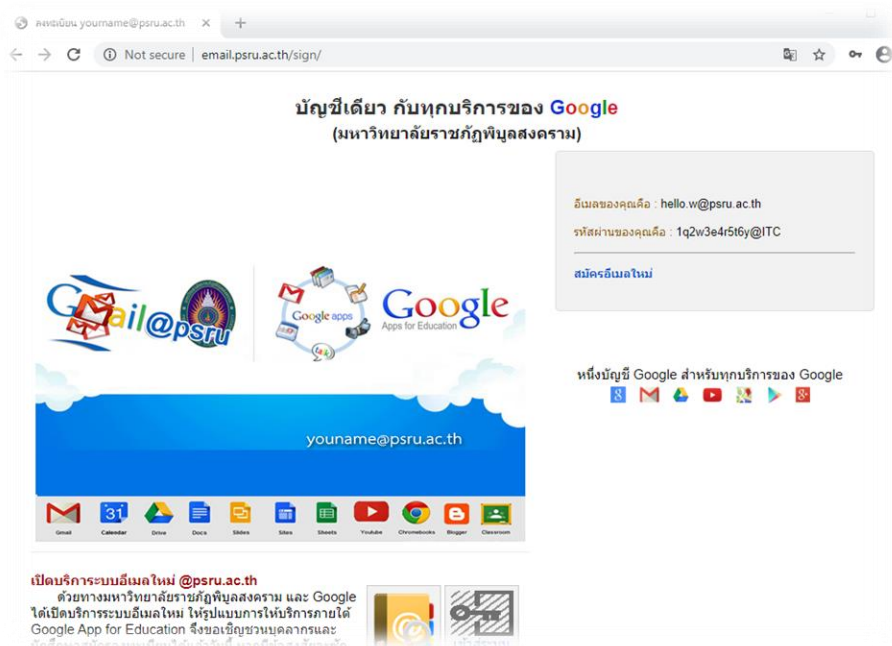 ลงทะเบียน yourname@psru.ac.th
Not secure | email.psru.ac.th/sign/
บัญชีเดียว กับทุกบริการของ Google
(มหาวิทยาลัยราชภัฏพิบูลสงคราม)
อีเมลของคุณคือ : hello.w@psru.ac.th
รหัสผ่านของคุณคือ : 1q2w3e4r5t6y@ITC
สมัครอีเมลใหม่
Gmail@psru
Google apps
talk
Google
Apps for Education
หนึ่งบัญชี Google สำหรับทุกบริการของ Google
youname@psru.ac.th
31
Gmail Calendar Drive Docs Slides Sites Sheets Youtube Chromebooks Blogger Classroom
เปิดบริการระบบอีเมลใหม่ @psru.ac.th
ด้วยทางมหาวิทยาลัยราชภัฏพิบูลสงคราม และ Google
ได้เปิดบริการระบบอีเมลใหม่ ให้รูปแบบการให้บริการภายใต้
Google App for Education จึงขอเชิญชวนบุคลากรและ
เข้าสู่ระบบ